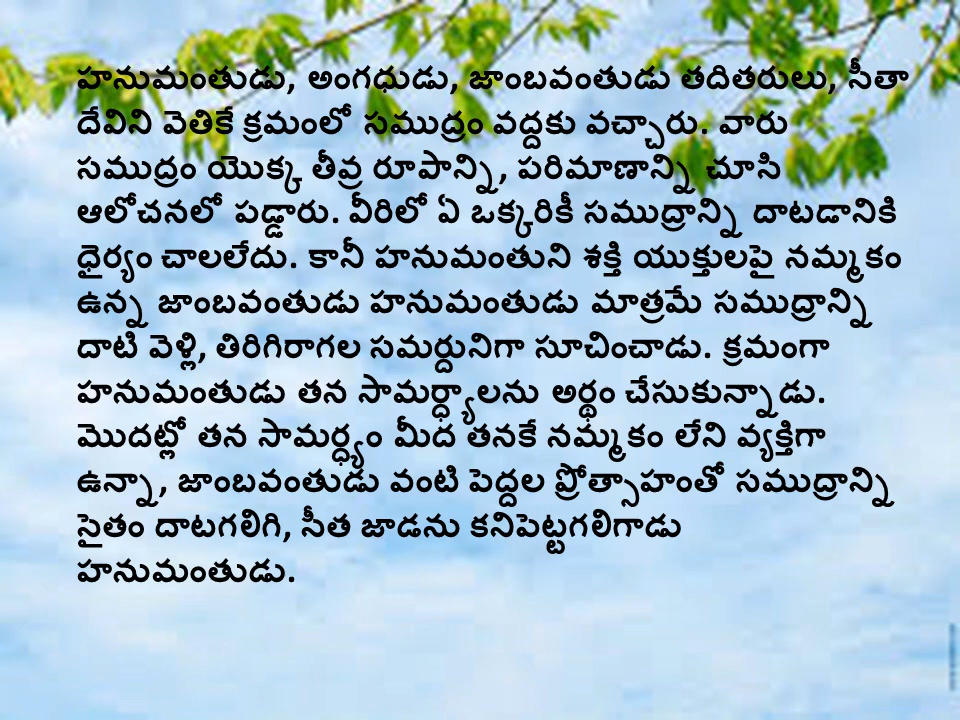 హనుమంతుడు, అంగధుడు, జాంబవంతుడు తదితరులు, సీతా
దేవిని వెతికే క్రమంలో సముద్రం వద్దకు వచ్చారు. వారు
సముద్రం యొక్క తీవ్ర రూపాన్ని, పరిమాణాన్ని చూసి
ఆలోచనలో పడ్డారు. వీరిలో ఏ ఒక్కరికీ సముద్రాన్ని దాటడానికి
ధైర్యం చాలలేదు. కానీ హనుమంతుని శక్తి యుక్తులపై నమ్మకం
ఉన్న జాంబవంతుడు హనుమంతుడు మాత్రమే సముద్రాన్ని
దాటి వెళ్లి, తిరిగిరాగల సమర్దునిగా సూచించాడు. క్రమంగా
హనుమంతుడు తన సామర్ధ్యాలను అర్థం చేసుకున్నాడు.
మొదట్లో తన సామర్ధ్యం మీద తనకే నమ్మకం లేని వ్యక్తిగా
ఉన్నా, జాంబవంతుడు వంటి పెద్దల ప్రోత్సాహంతో సముద్రాన్ని
సైతం దాటగలిగి, సీత జాడను కనిపెట్టగలిగాడు
హనుమంతుడు.